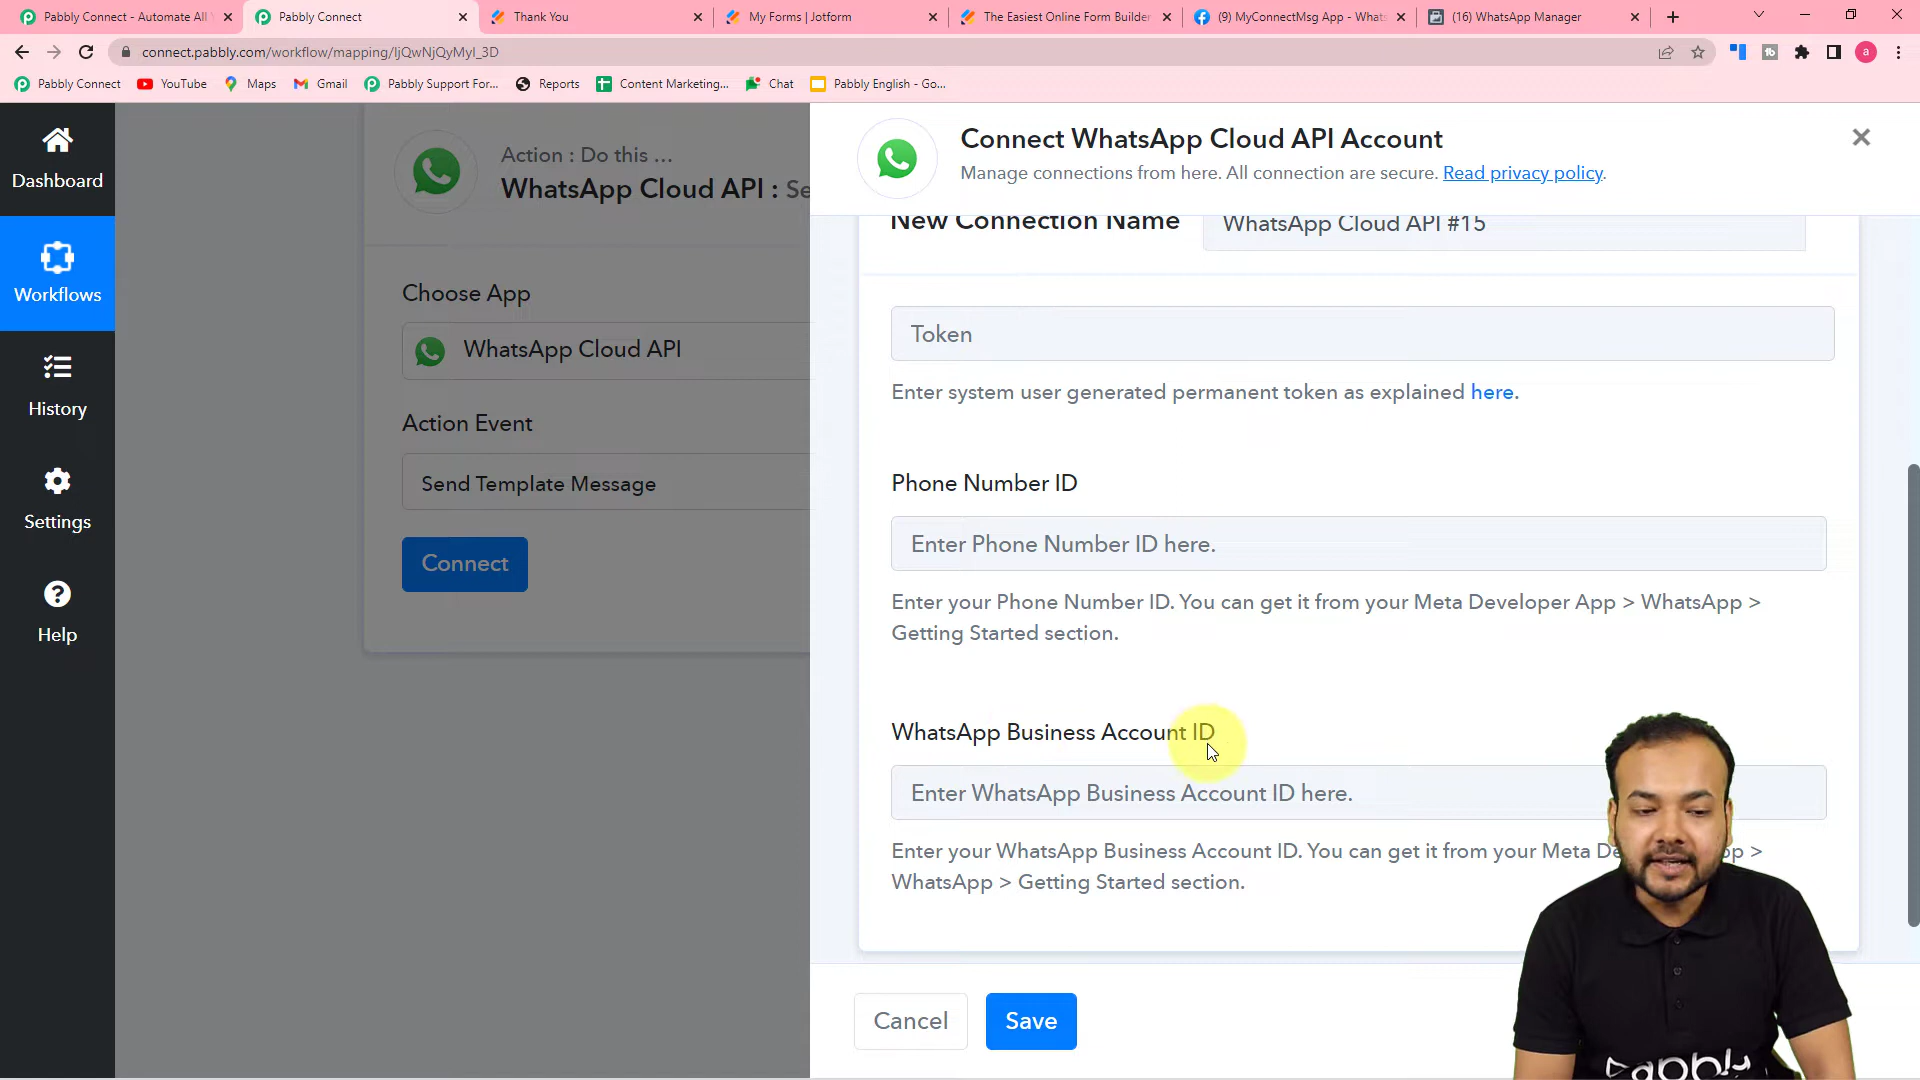 Pabbly Connect - Automate All
Pabbly Connect
Thank You
My Forms | Jotform
The Easiest Online Form Builder
(9) MyConnectMsg App - Whats
(16) WhatsApp Manager
connect.pabbly.com/workflow/mapping/IjQwNjQyMyI_3D
a
Pabbly Connect
YouTube
Maps
Gmail
Pabbly Support For...
Reports
Content Marketing...
Chat
Pabbly English - Go...
Dashboard
Workflows
History
Settings
Help
Action : Do this ...
WhatsApp Cloud API : Se
Choose App
WhatsApp Cloud API
Action Event
Send Template Message
Connect
Connect WhatsApp Cloud API Account
Manage connections from here. All connection are secure. Read privacy policy.
New Connection Name
WhatsApp Cloud API #15
Token
Enter system user generated permanent token as explained here.
Phone Number ID
Enter Phone Number ID here.
Enter your Phone Number ID. You can get it from your Meta Developer App > WhatsApp >
Getting Started section.
WhatsApp Business Account ID
Enter WhatsApp Business Account ID here.
Enter your WhatsApp Business Account ID. You can get it from your Meta De pp >
WhatsApp > Getting Started section.
Cancel
Save
Pabbly